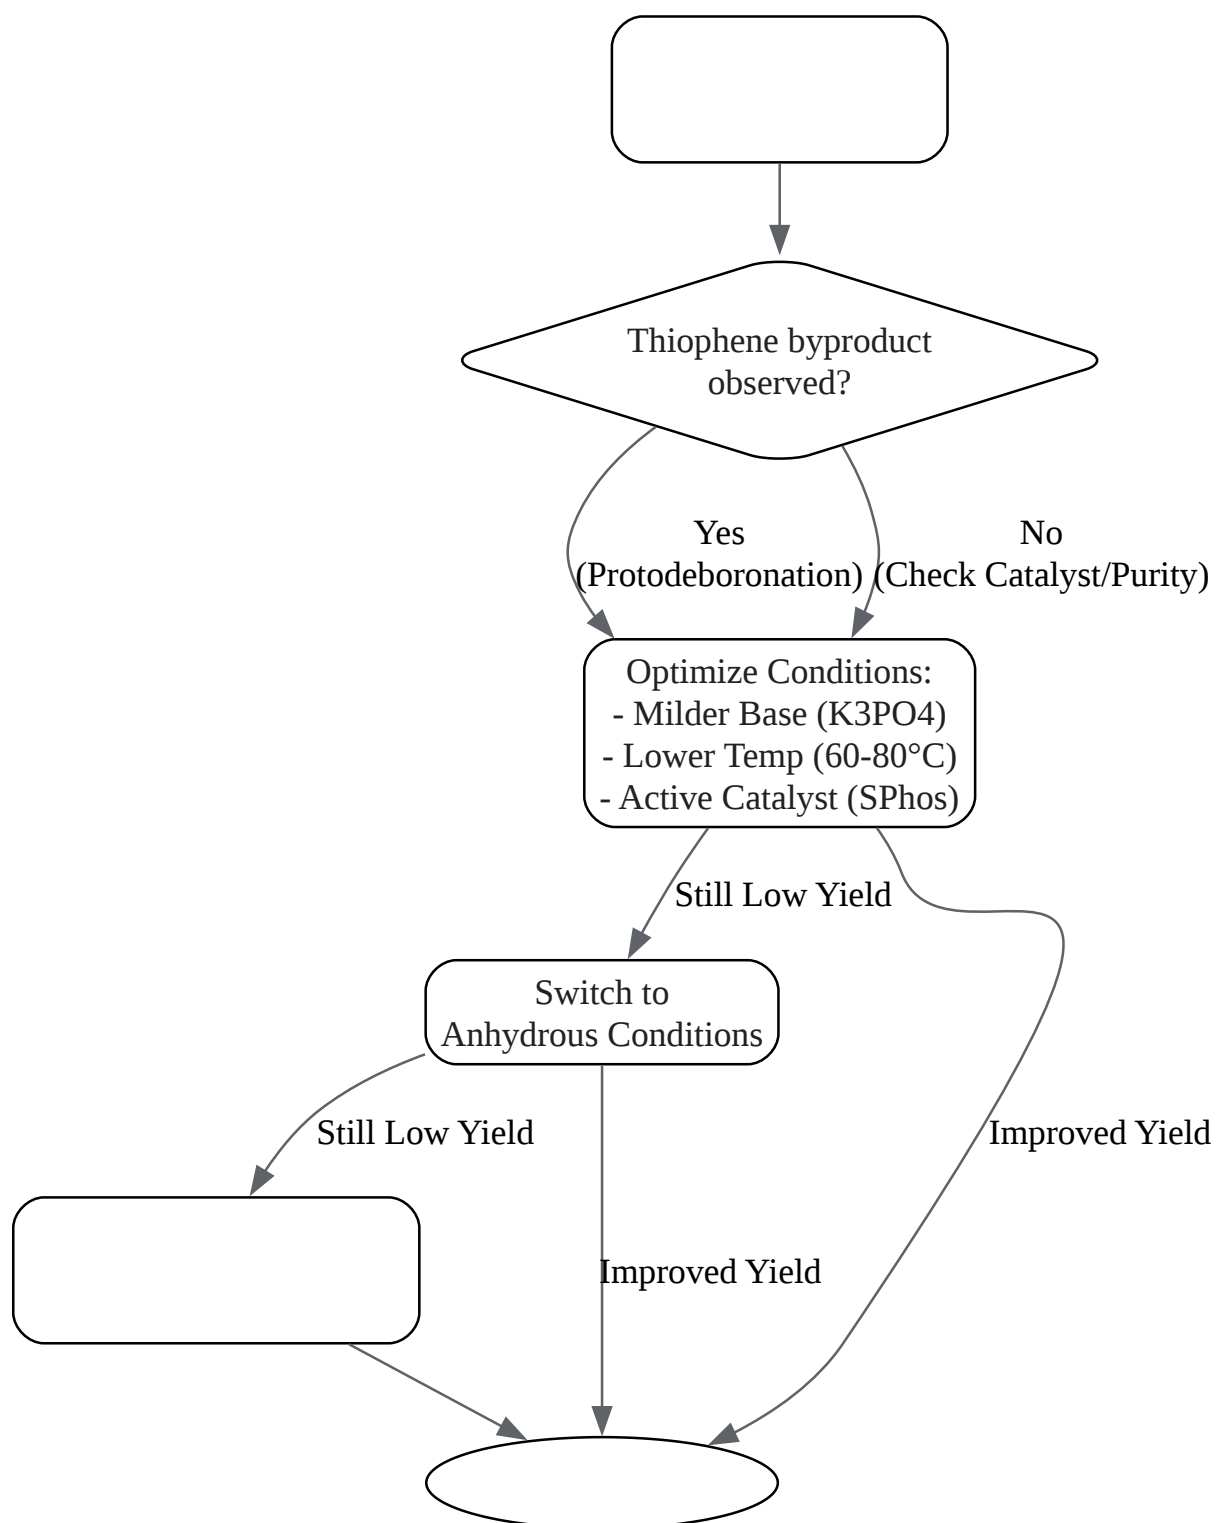 Thiophene byproduct
observed?
Yes
(Protodeboronation)
No
(Check Catalyst/Purity)
Optimize Conditions:
- Milder Base (K3PO4)
- Lower Temp (60-80°C)
- Active Catalyst (SPhos)
Still Low Yield
Switch to
Anhydrous Conditions
Still Low Yield
Improved Yield
Improved Yield